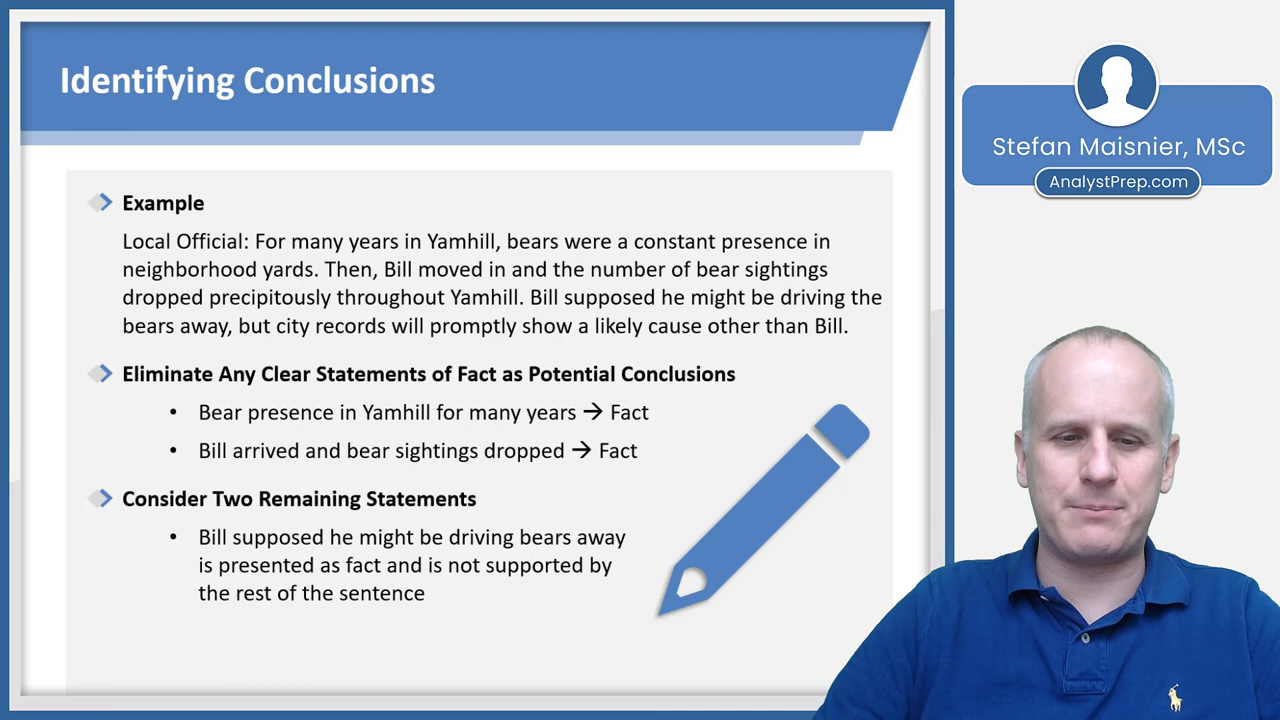 Identifying Conclusions
Example
Local Official: For many years in Yamhill, bears were a constant presence in
neighborhood yards. Then, Bill moved in and the number of bear sightings
dropped precipitously throughout Yamhill. Bill supposed he might be driving the
bears away, but city records will promptly show a likely cause other than Bill.
Eliminate Any Clear Statements of Fact as Potential Conclusions
• Bear presence in Yamhill for many years → Fact
• Bill arrived and bear sightings dropped → Fact
Consider Two Remaining Statements
• Bill supposed he might be driving bears away
is presented as fact and is not supported by
the rest of the sentence
Stefan Maisnier, MSc
AnalystPrep.com